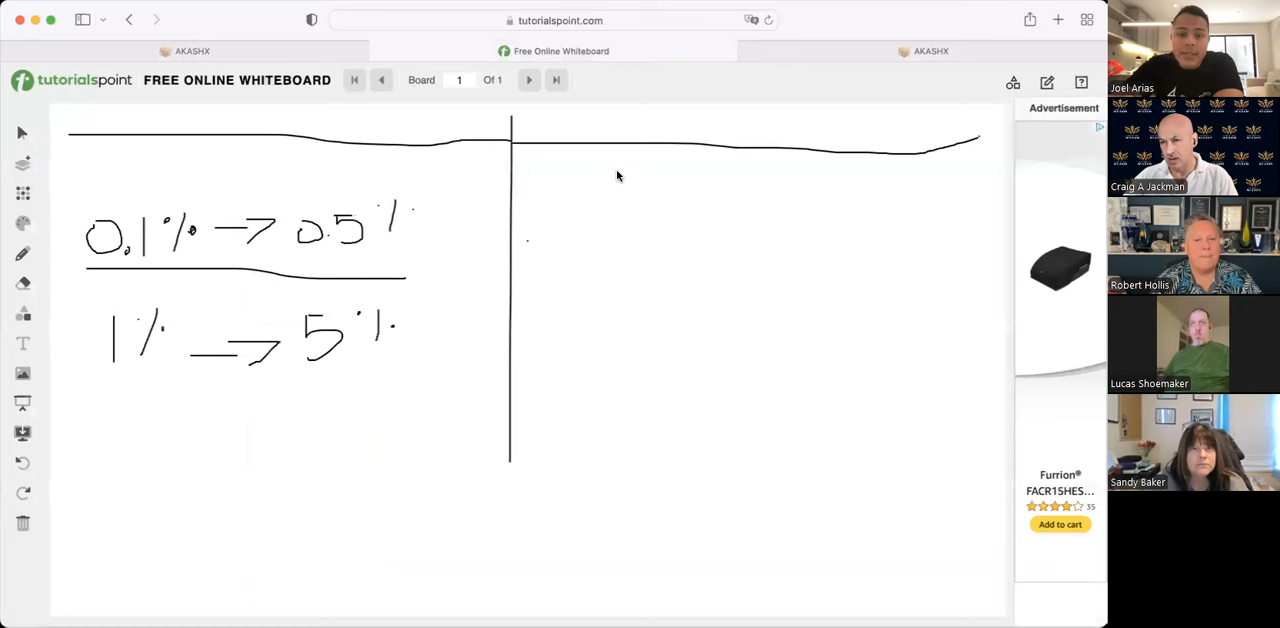 tutorialspoint.com
AKASHX
Free Online Whiteboard
AKASHX
tutorialspoint FREE ONLINE WHITEBOARD
Board 1 Of 1
Advertisement
0.1% → 0.5%
1% → 5%
Furrion®
FACR15HES...
35
Add to cart
Joel Arias
Craig A Jackman
Robert Hollis
Lucas Shoemaker
Sandy Baker